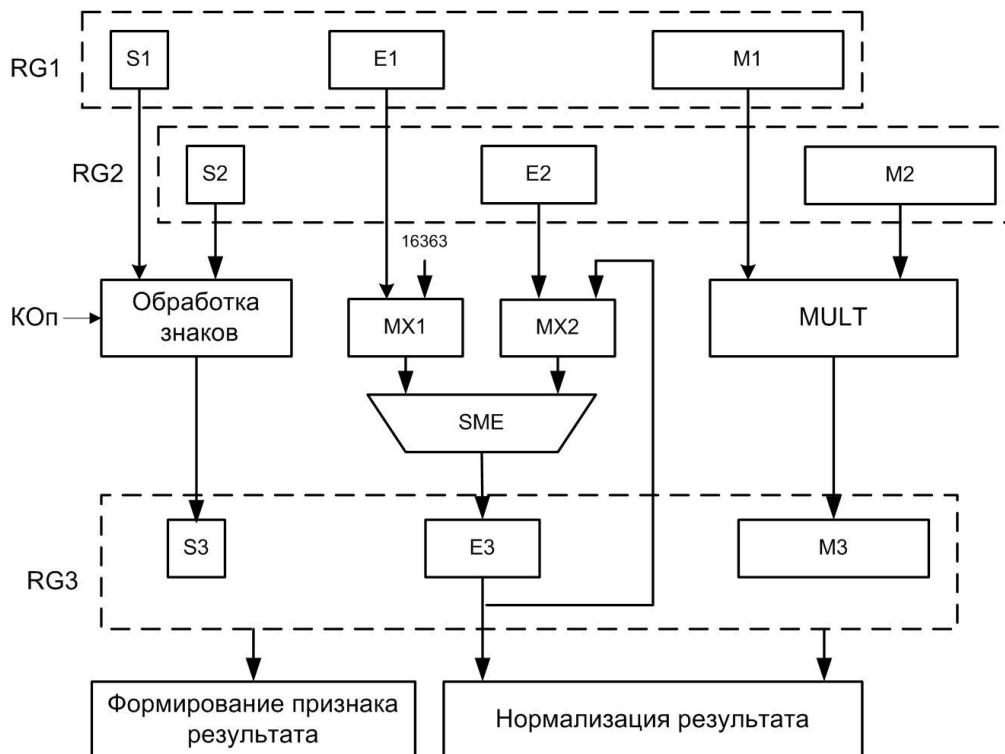 S1
E1
M1
RG1
S2
E2
M2
RG2
16363
КОп
Обработка
знаков
MX1
MX2
MULT
SME
S3
E3
M3
RG3
Формирование признака
результата
Нормализация результата